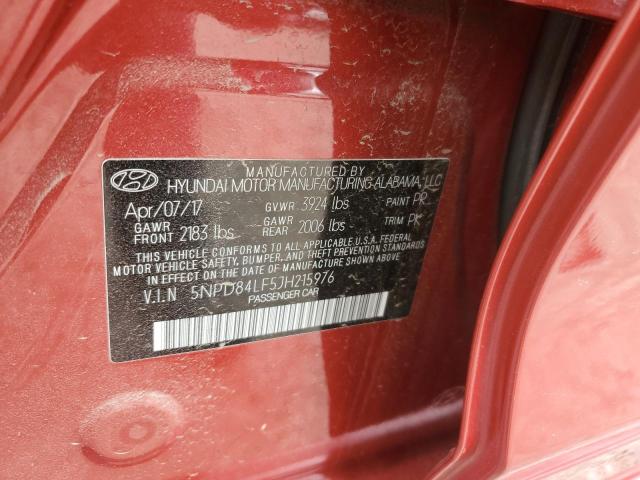 MANUFACTURED BY
HYUNDAI MOTOR MANUFACTURING ALABAMA, LLC
Apr/07/17 GVWR 3924 lbs PAINT PR
GAWR FRONT 2183 lbs GAWR REAR 2006 lbs TRIM PK
THIS VEHICLE CONFORMS TO ALL APPLICABLE U.S.A. FEDERAL
MOTOR VEHICLE SAFETY, BUMPER, AND THEFT PREVENTION
STANDARDS IN EFFECT ON THE DATE OF MANUFACTURE SHOWN ABOVE.
V.I.N 5NPD84LF5JH215976
PASSENGER CAR